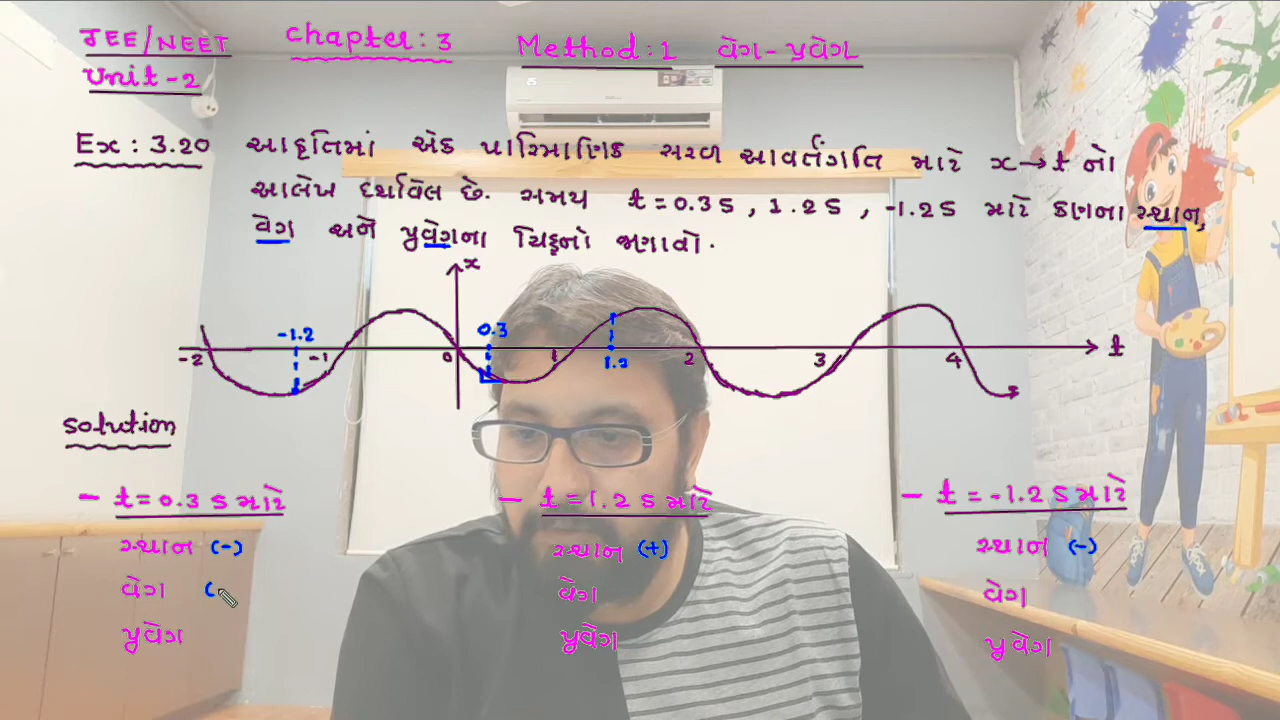 JEE/NEET Chapter: 3 Method: 1 વેગ-પ્રવેગ
Unit-2
Ex: 3.20 આકૃતિમાં એક પારિમાણિક સરળ આવર્તગતિ માટે x→t નો
આલેખ દર્શાવેલ છે. સમય t=0.3 s, 1.2 s, -1.2 s માટે કણના સ્થાન,
વેગ અને પ્રવેગના ચિહ્નો જણાવો.
x
-1.2 0.3
-2 -1 0 1 1.2 2 3 4 t
Solution
- t=0.3 s માટે - t=1.2 s માટે - t=-1.2 s માટે
સ્થાન (-) સ્થાન (+) સ્થાન (-)
વેગ ( વેગ વેગ
પ્રવેગ પ્રવેગ પ્રવેગ